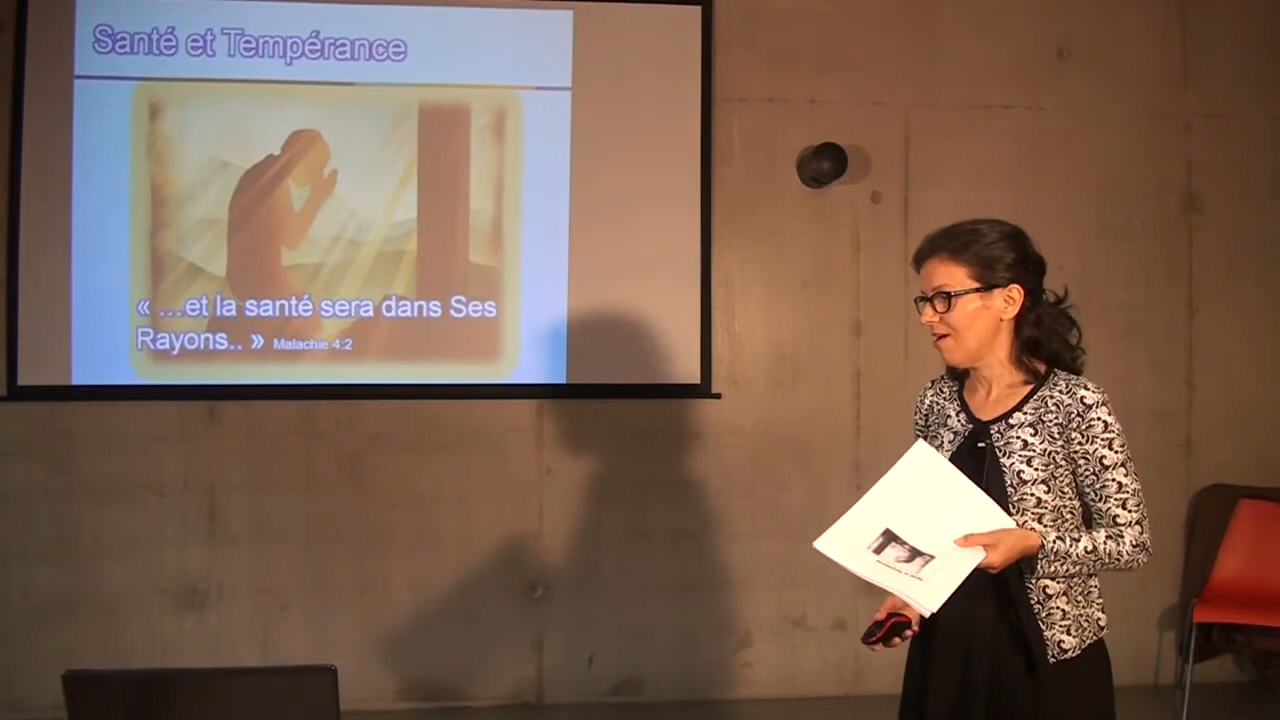 Santé et Tempérance
« ...et la santé sera dans Ses
Rayons.. » Malachie 4:2